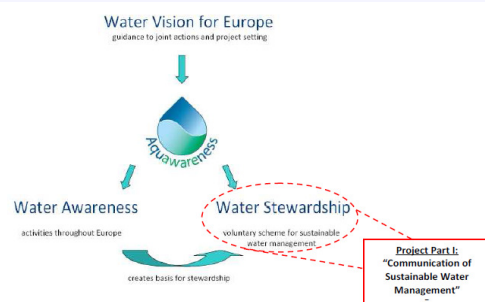 Water Vision for Europe
guidance to joint actions and project setting
Aquawareness
Water Awareness
activities throughout Europe
Water Stewardship
voluntary scheme for sustainable
water management
creates basis for stewardship
Project Part I:
"Communication of
Sustainable Water
Management"